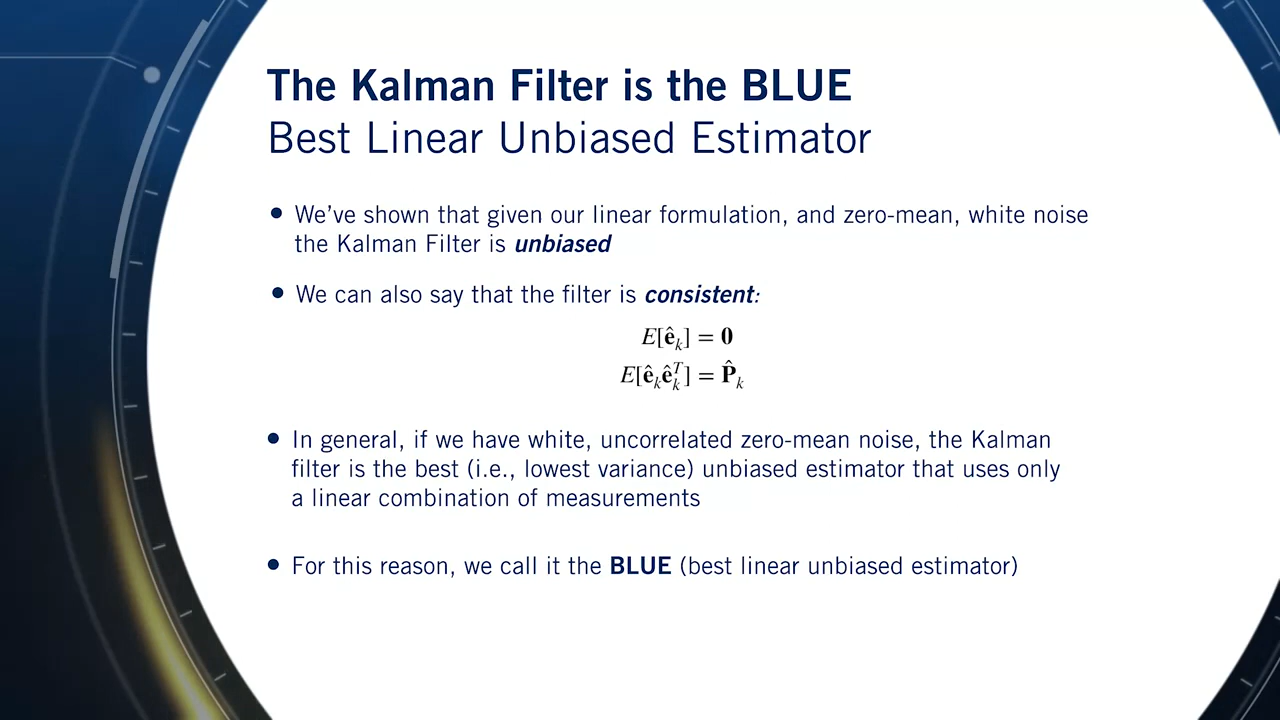 The Kalman Filter is the BLUE
Best Linear Unbiased Estimator
• We've shown that given our linear formulation, and zero-mean, white noise
the Kalman Filter is unbiased
• We can also say that the filter is consistent:
E[ê_k] = 0
E[ê_k ê_k^T] = P̂_k
• In general, if we have white, uncorrelated zero-mean noise, the Kalman
filter is the best (i.e., lowest variance) unbiased estimator that uses only
a linear combination of measurements
• For this reason, we call it the BLUE (best linear unbiased estimator)